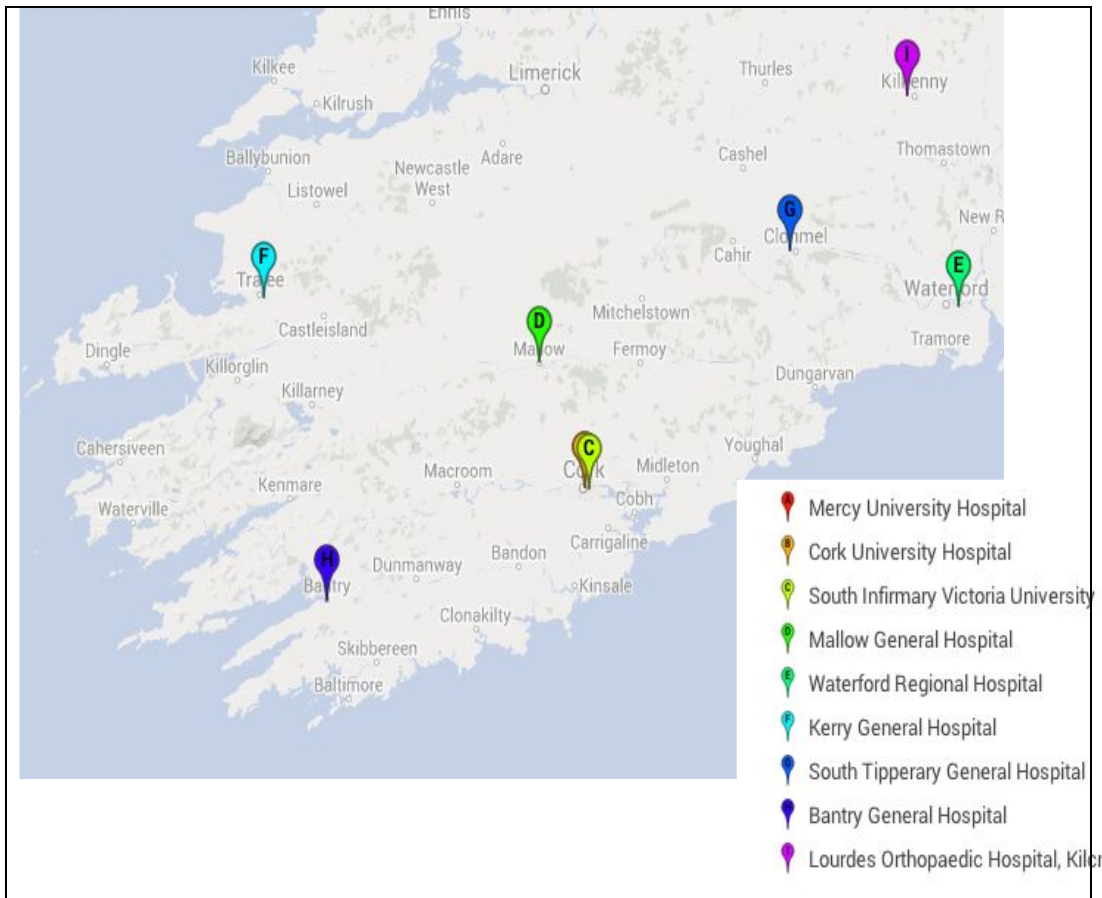 Ennis
Kilkee
Limerick
Thurles
I
Kilkenny
Kilrush
Ballybunion
Newcastle
West
Adare
Cashel
Thomastown
Listowel
G
New R
Clonmel
F
Cahir
E
Tralee
Waterford
D
Mitchelstown
Castleisland
Mallow
Fermoy
Tramore
Dingle
Killorglin
Dungarvan
Killarney
Cahersiveen
C
Cork
Youghal
Macroom
Midleton
Kenmare
Cobh
Waterville
Carrigaline
H
Bantry
Dunmanway
Bandon
Kinsale
Clonakilty
Skibbereen
Baltimore
A Mercy University Hospital
B Cork University Hospital
C South Infirmary Victoria University
D Mallow General Hospital
E Waterford Regional Hospital
F Kerry General Hospital
G South Tipperary General Hospital
H Bantry General Hospital
I Lourdes Orthopaedic Hospital, Kilcr